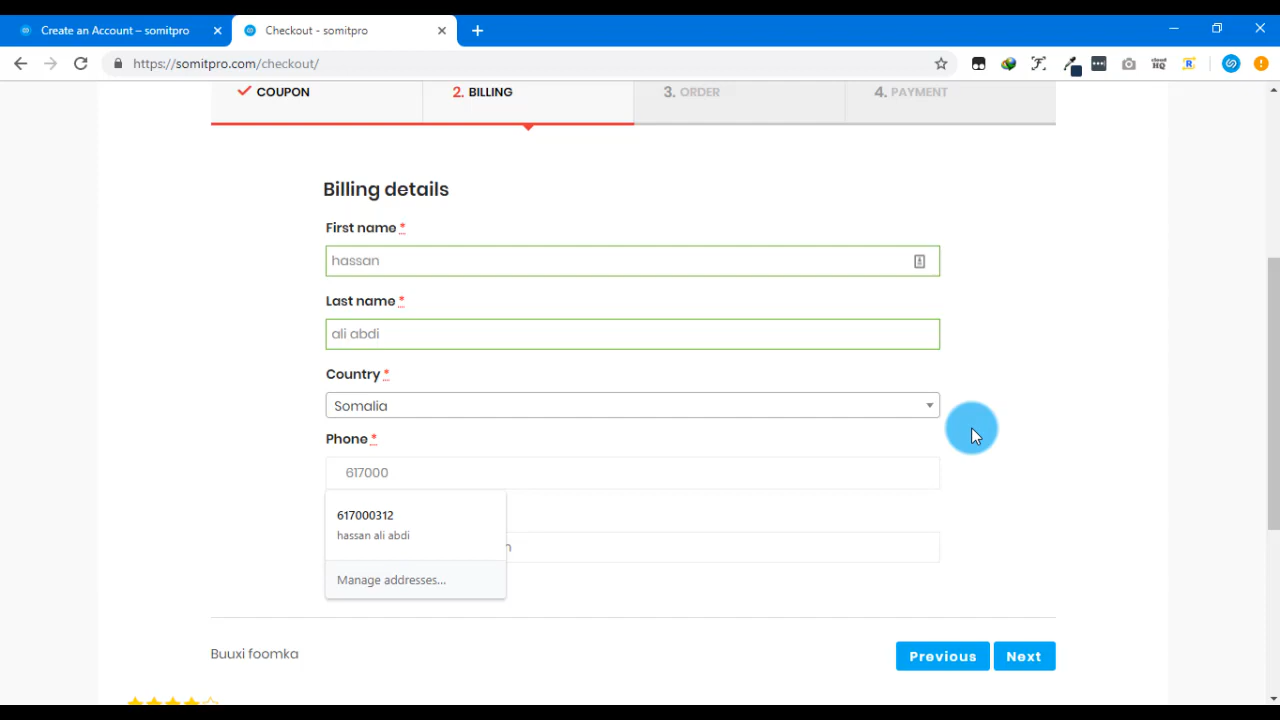 Create an Account – somitpro
Checkout - somitpro
https://somitpro.com/checkout/
cloud HQ
COUPON
2. BILLING
3. ORDER
4. PAYMENT
Billing details
First name *
hassan
Last name *
ali abdi
Country *
Somalia
Phone *
617000
617000312
hassan ali abdi
Manage addresses...
Buuxi foomka
Previous
Next